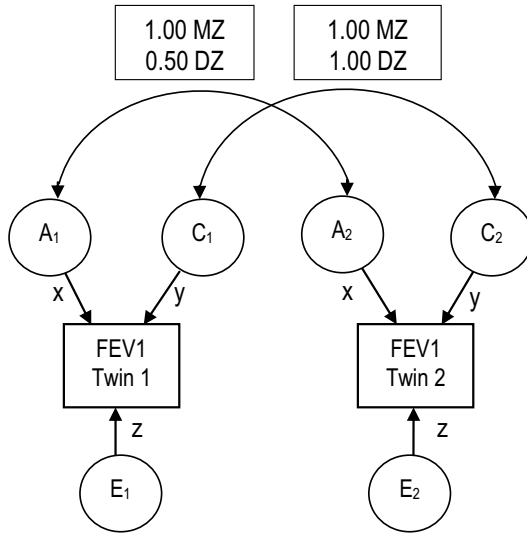 1.00 MZ
0.50 DZ
1.00 MZ
1.00 DZ
A₁
C₁
A₂
C₂
x
y
x
y
FEV1
Twin 1
FEV1
Twin 2
z
z
E₁
E₂